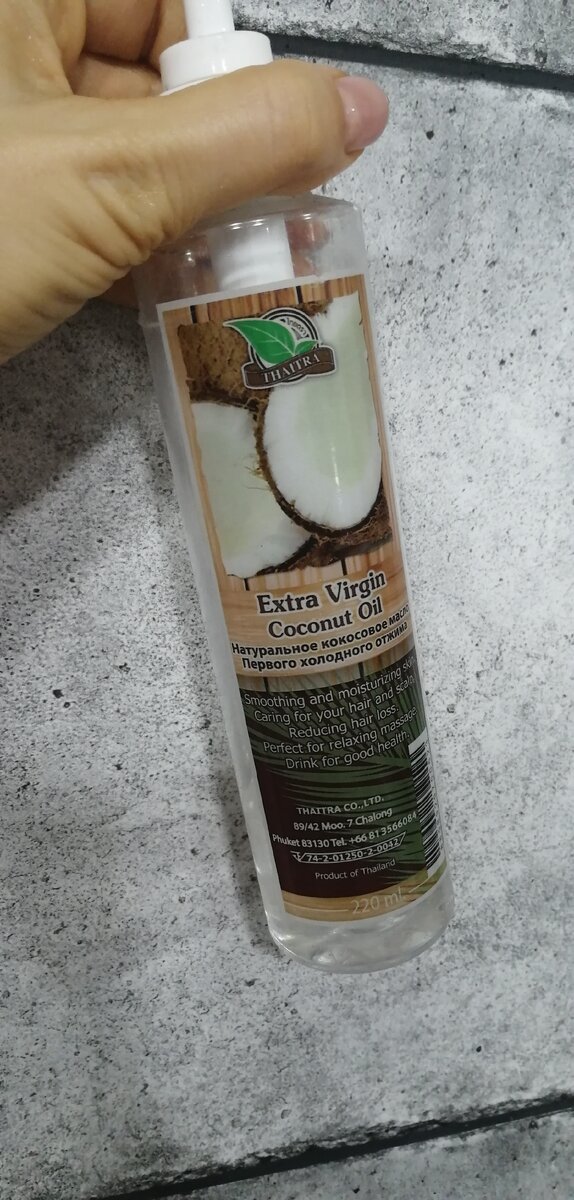 THAITRA
Extra Virgin
Coconut Oil
Натуральное кокосовое масло
Первого холодного отжима
Smoothing and moisturizing skin
Caring for your hair and scalp,
Reducing hair loss.
Perfect for relaxing massage
Drink for good health.
THAITRA CO.,LTD.
89/42 Moo. 7 Chalong
Phuket 83130 Tel. +66 813566084
74-2-01250-2-0042
Product of Thailand
220 ml